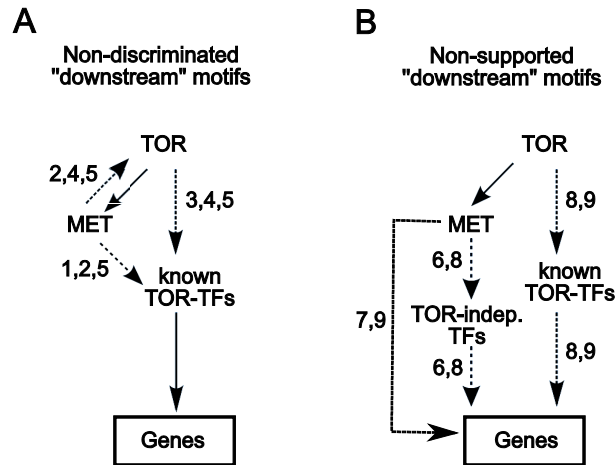 A
Non-discriminated
"downstream" motifs
TOR
2,4,5
3,4,5
MET
1,2,5
known
TOR-TFs
Genes
B
Non-supported
"downstream" motifs
TOR
MET
8,9
6,8
known
TOR-TFs
7,9
TOR-indep.
TFs
6,8
8,9
Genes